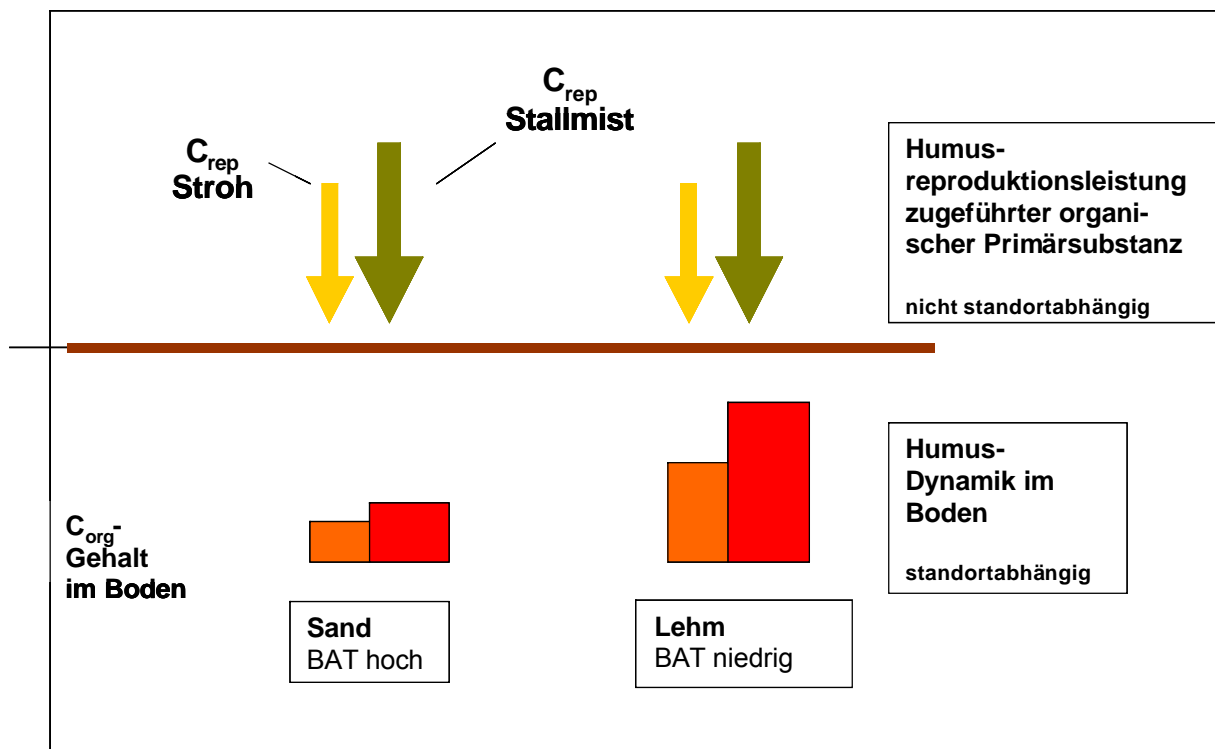 C_rep
Stallmist
C_rep
Stroh
Humus-
reproduktionsleistung
zugeführter organi-
scher Primärsubstanz
nicht standortabhängig
C_org-
Gehalt
im Boden
Humus-
Dynamik im
Boden
standortabhängig
Sand
BAT hoch
Lehm
BAT niedrig